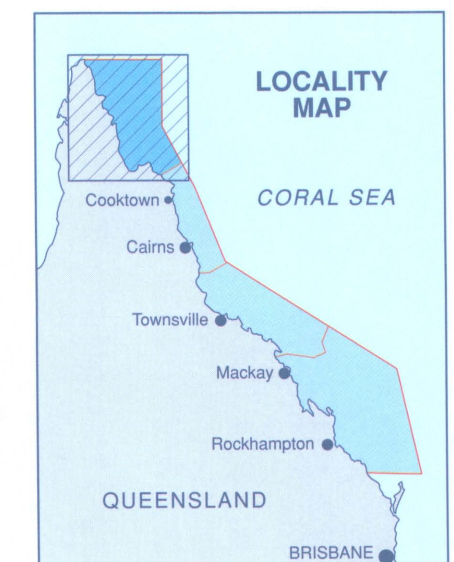 LOCALITY
MAP
CORAL SEA
Cooktown
Cairns
Townsville
Mackay
Rockhampton
QUEENSLAND
BRISBANE